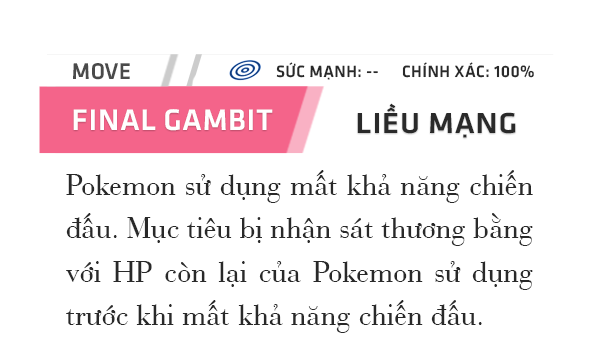 MOVE SỨC MẠNH: -- CHÍNH XÁC: 100%
FINAL GAMBIT LIỀU MẠNG
Pokemon sử dụng mất khả năng chiến
đấu. Mục tiêu bị nhận sát thương bằng
với HP còn lại của Pokemon sử dụng
trước khi mất khả năng chiến đấu.